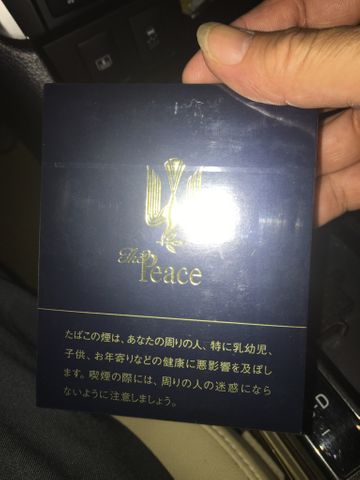 The
Peace
たばこの煙は、あなたの周りの人、特に乳幼児、
子供、お年寄りなどの健康に悪影響を及ぼし
ます。喫煙の際には、周りの人の迷惑になら
ないように注意しましょう。
D